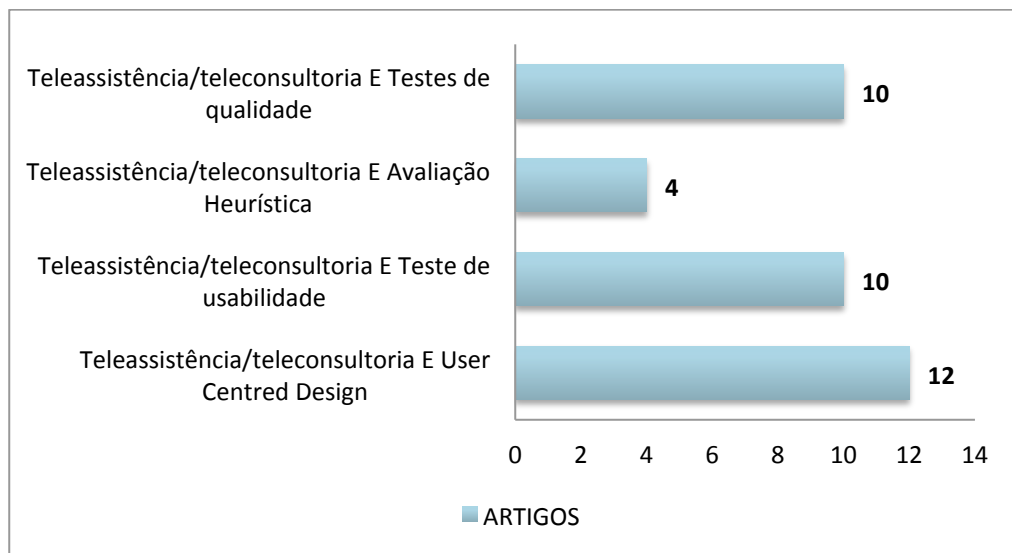 Teleassistência/teleconsultoria E Testes de
qualidade
10
Teleassistência/teleconsultoria E Avaliação
Heurística
4
Teleassistência/teleconsultoria E Teste de
usabilidade
10
Teleassistência/teleconsultoria E User
Centred Design
12
0 2 4 6 8 10 12 14
ARTIGOS